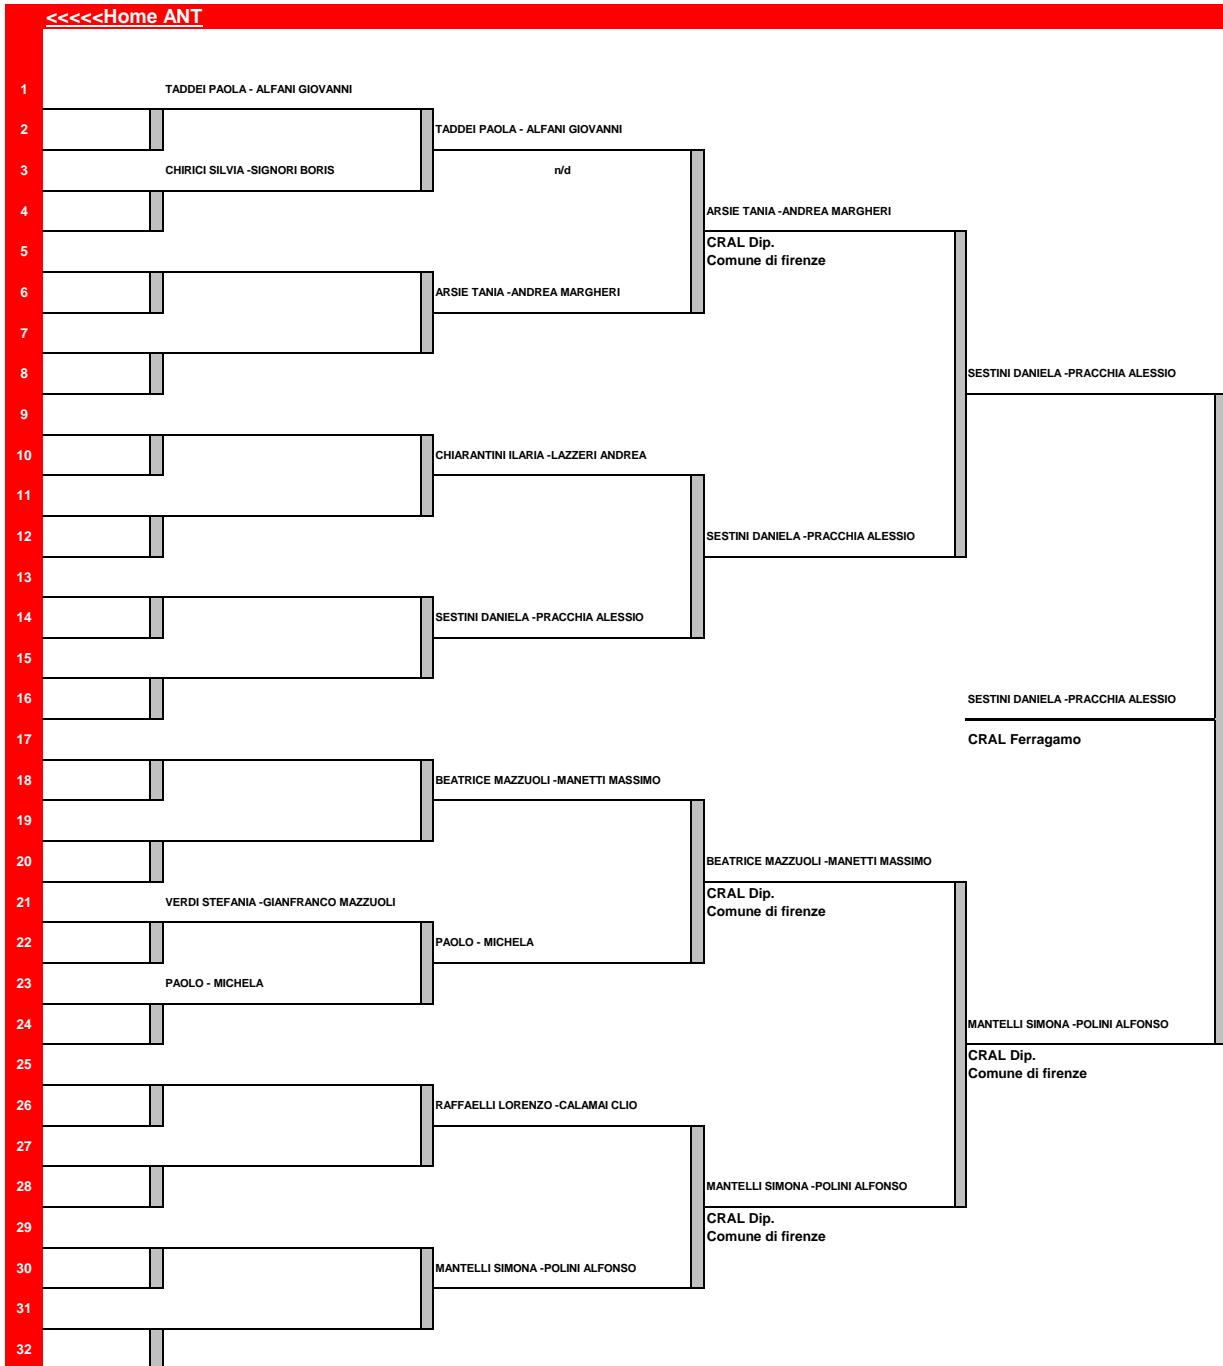 <<<<<Home ANT
1 TADDEI PAOLA - ALFANI GIOVANNI
2 TADDEI PAOLA - ALFANI GIOVANNI
3 CHIRICI SILVIA -SIGNORI BORIS n/d
4 ARSIE TANIA -ANDREA MARGHERI
CRAL Dip.
5
Comune di firenze
6 ARSIE TANIA -ANDREA MARGHERI
7
8 SESTINI DANIELA -PRACCHIA ALESSIO
9
10 CHIARANTINI ILARIA -LAZZERI ANDREA
11
12 SESTINI DANIELA -PRACCHIA ALESSIO
13
14 SESTINI DANIELA -PRACCHIA ALESSIO
15
16 SESTINI DANIELA -PRACCHIA ALESSIO
17 CRAL Ferragamo
18 BEATRICE MAZZUOLI -MANETTI MASSIMO
19
20 BEATRICE MAZZUOLI -MANETTI MASSIMO
CRAL Dip.
21 VERDI STEFANIA -GIANFRANCO MAZZUOLI
Comune di firenze
22 PAOLO - MICHELA
23 PAOLO - MICHELA
24 MANTELLI SIMONA -POLINI ALFONSO
CRAL Dip.
25
Comune di firenze
26 RAFFAELLI LORENZO -CALAMAI CLIO
27
28 MANTELLI SIMONA -POLINI ALFONSO
CRAL Dip.
29
Comune di firenze
30 MANTELLI SIMONA -POLINI ALFONSO
31
32